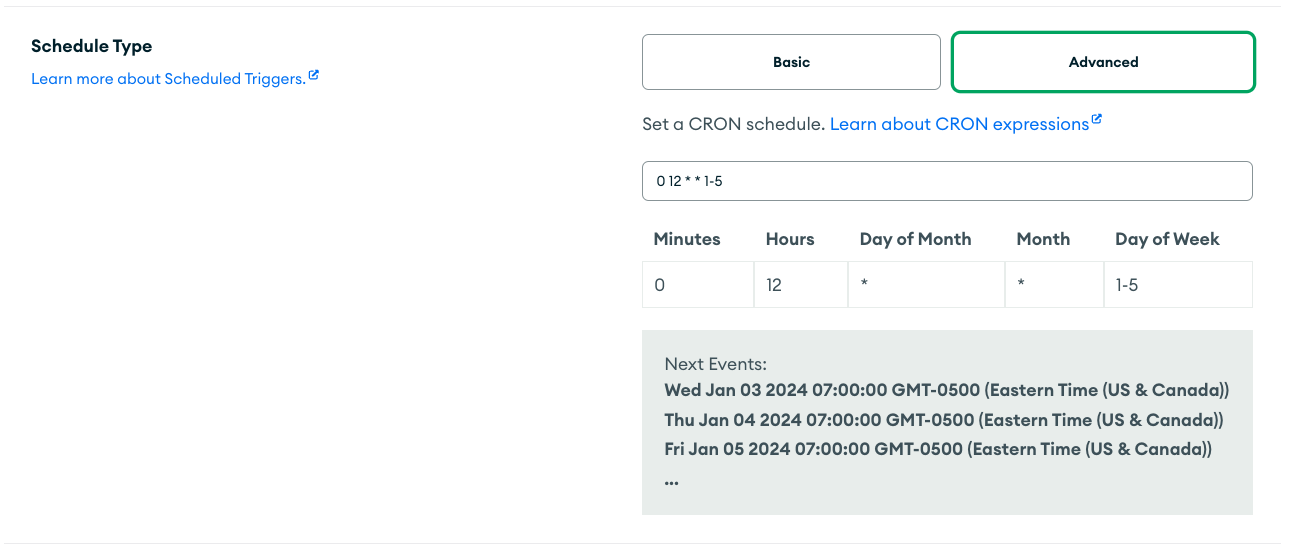 Schedule Type
Learn more about Scheduled Triggers.
Basic
Advanced
Set a CRON schedule. Learn about CRON expressions
0 12 * * 1-5
Minutes Hours Day of Month Month Day of Week
0 12 * * 1-5
Next Events:
Wed Jan 03 2024 07:00:00 GMT-0500 (Eastern Time (US & Canada))
Thu Jan 04 2024 07:00:00 GMT-0500 (Eastern Time (US & Canada))
Fri Jan 05 2024 07:00:00 GMT-0500 (Eastern Time (US & Canada))
...